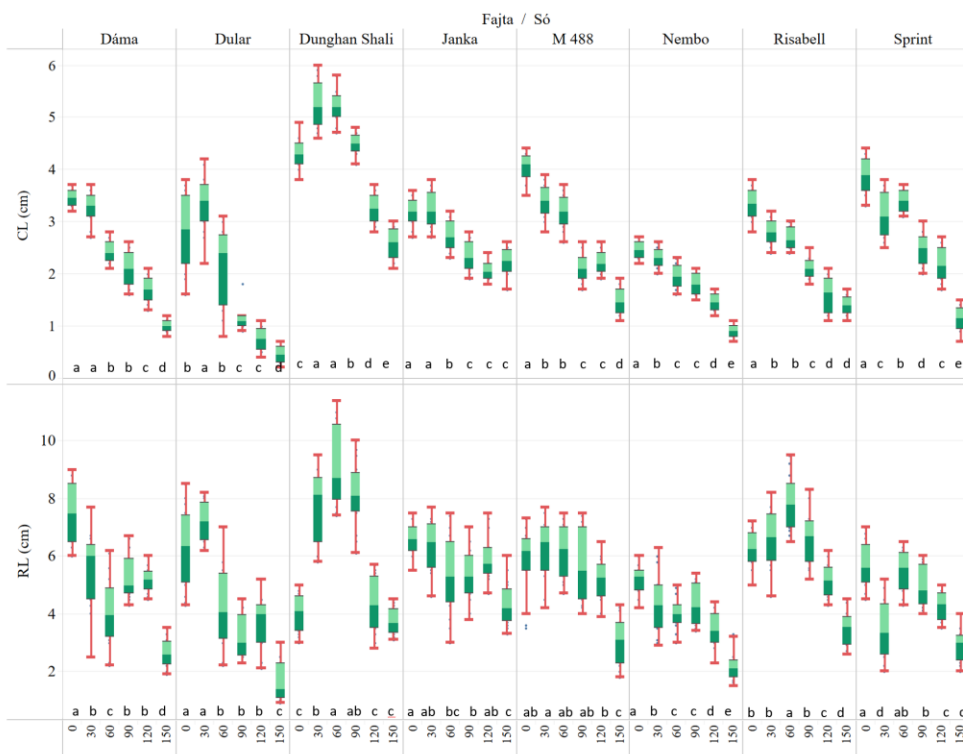 Fajta / Só
Dáma Dular Dunghan Shali Janka M 488 Nembo Risabell Sprint
6
5
4
3
2
1
0
CL (cm)
a a b b c d b a b c c d c a a b d e a a b c c c a b b c c d a a b c d e a b b c d d a c b d c e
10
8
6
4
2
RL (cm)
a b c b b d a a b b b c c b a ab c c a ab bc b ab c ab a ab ab b c a b c c d e b b a b c d a d ab b c d
0 30 60 90 120 150 0 30 60 90 120 150 0 30 60 90 120 150 0 30 60 90 120 150 0 30 60 90 120 150 0 30 60 90 120 150 0 30 60 90 120 150 0 30 60 90 120 150